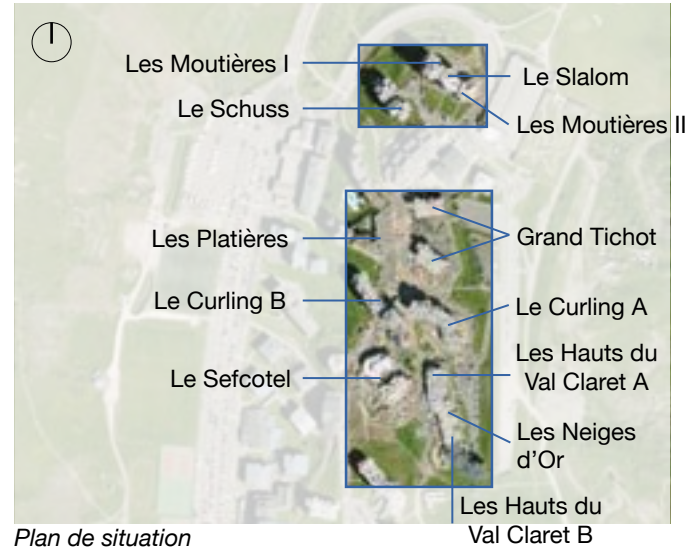 Les Moutières I
Le Slalom
Le Schuss
Les Moutières II
Les Platières
Grand Tichot
Le Curling B
Le Curling A
Les Hauts du
Val Claret A
Le Sefcotel
Les Neiges
d'Or
Les Hauts du
Val Claret B
Plan de situation